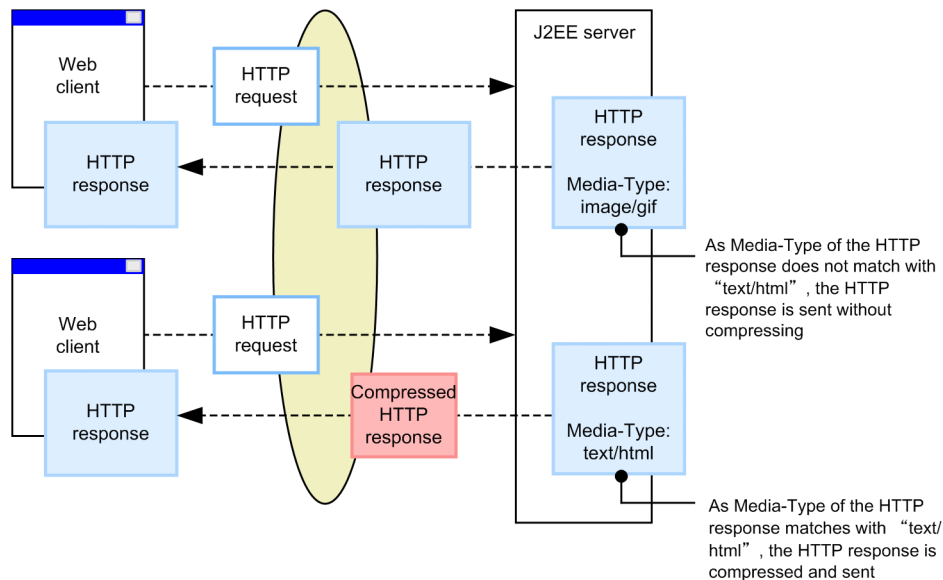 J2EE server
Web
client
HTTP
request
HTTP
response
HTTP
response
HTTP
response
Media-Type:
image/gif
As Media-Type of the HTTP
response does not match with
“text/html”, the HTTP
response is sent without
compressing
Web
client
HTTP
request
HTTP
response
Compressed
HTTP
response
HTTP
response
Media-Type:
text/html
As Media-Type of the HTTP
response matches with “text/
html”, the HTTP response is
compressed and sent